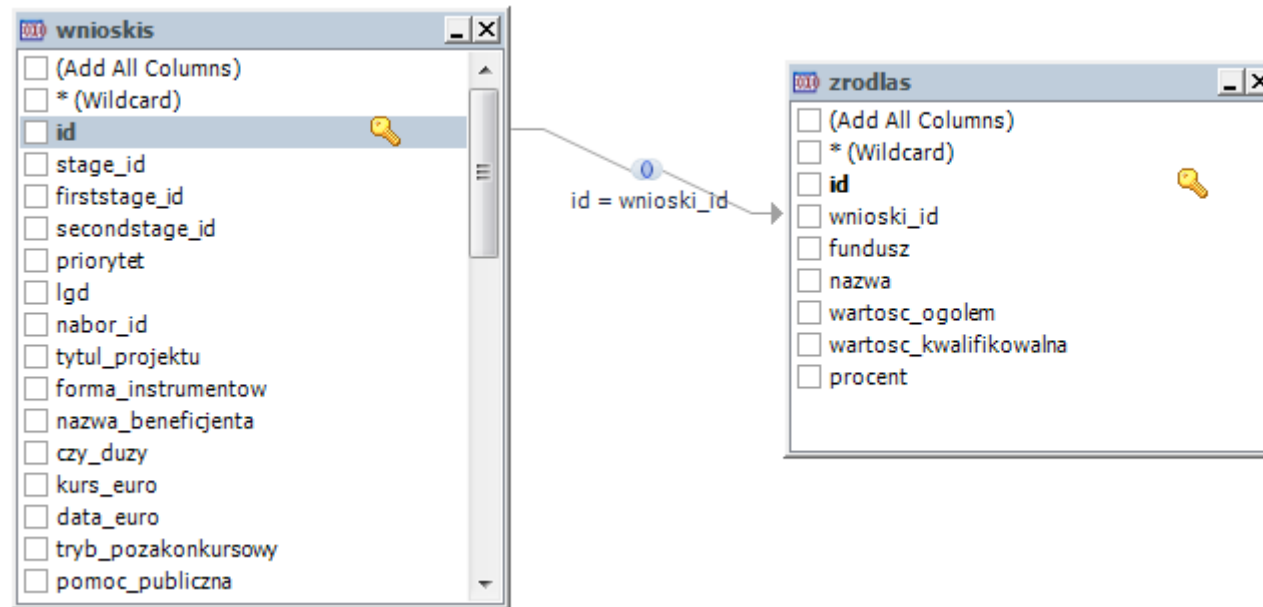 wnioskis
(Add All Columns)
* (Wildcard)
id
stage_id
firststage_id
secondstage_id
priorytet
lgd
nabor_id
tytul_projektu
forma_instrumentow
nazwa_beneficjenta
czy_duzy
kurs_euro
data_euro
tryb_pozakonkursowy
pomoc_publiczna
id = wnioski_id
zrodlas
(Add All Columns)
* (Wildcard)
id
wnioski_id
fundusz
nazwa
wartosc_ogolem
wartosc_kwalifikowalna
procent